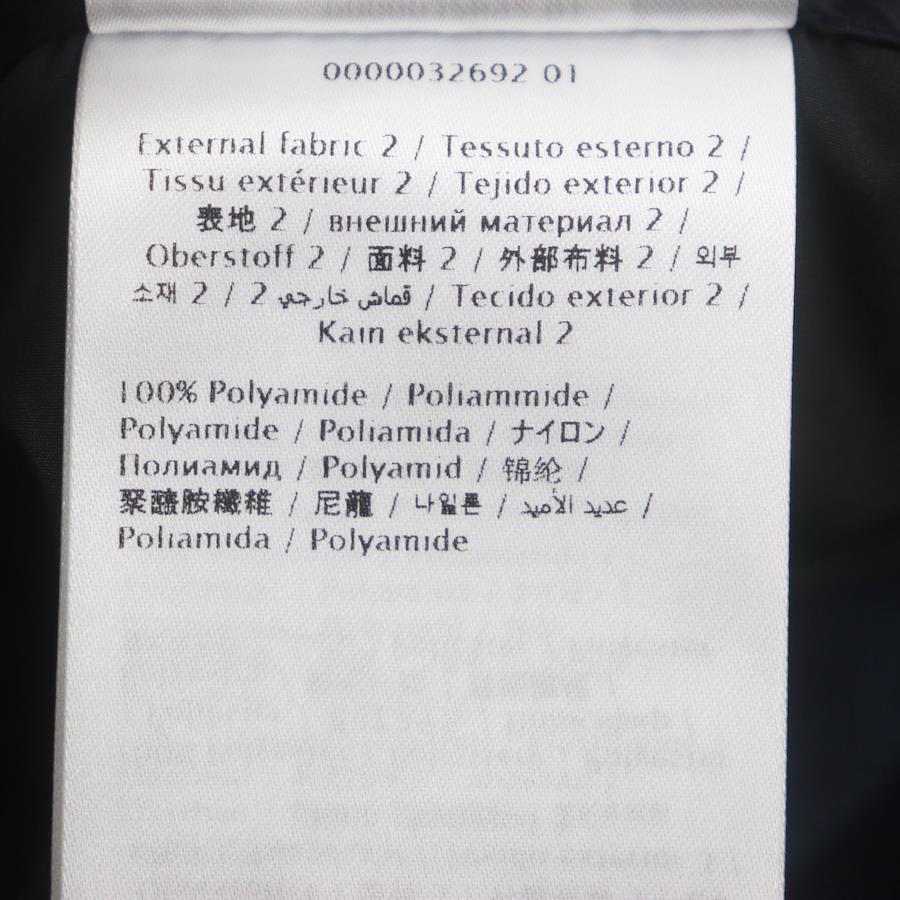 0000032692 01
External fabric 2 / Tessuto esterno 2 /
Tissu extérieur 2 / Tejido exterior 2 /
表地 2 / внешний материал 2 /
Oberstoff 2 / 面料 2 / 外部布料 2 / 외부
소재 2 / قماش خارجي 2 / Tecido exterior 2 /
Kain eksternal 2
100% Polyamide / Poliammide /
Polyamide / Poliamida / ナイロン /
Полиамид / Polyamid / 锦纶 /
聚醯胺纖維 / 尼龍 / 나일론 / عديد الأميد /
Poliamida / Polyamide